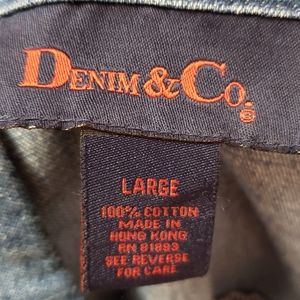 DENIM & CO.®
LARGE
100% COTTON
MADE IN
HONG KONG
RN 81893
SEE REVERSE
FOR CARE